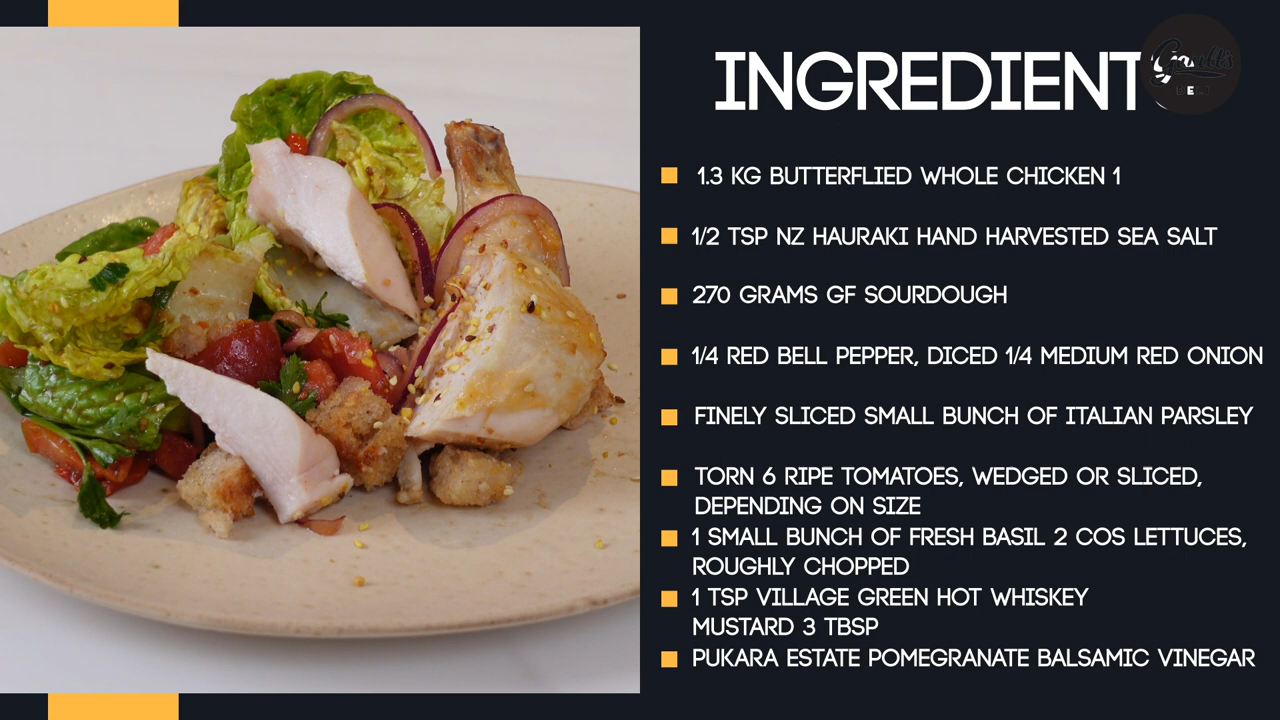 INGREDIENT
1.3 KG BUTTERFLIED WHOLE CHICKEN 1
1/2 TSP NZ HAURAKI HAND HARVESTED SEA SALT
270 GRAMS GF SOURDOUGH
1/4 RED BELL PEPPER, DICED 1/4 MEDIUM RED ONION
FINELY SLICED SMALL BUNCH OF ITALIAN PARSLEY
TORN 6 RIPE TOMATOES, WEDGED OR SLICED,
DEPENDING ON SIZE
1 SMALL BUNCH OF FRESH BASIL 2 COS LETTUCES,
ROUGHLY CHOPPED
1 TSP VILLAGE GREEN HOT WHISKEY
MUSTARD 3 TBSP
PUKARA ESTATE POMEGRANATE BALSAMIC VINEGAR